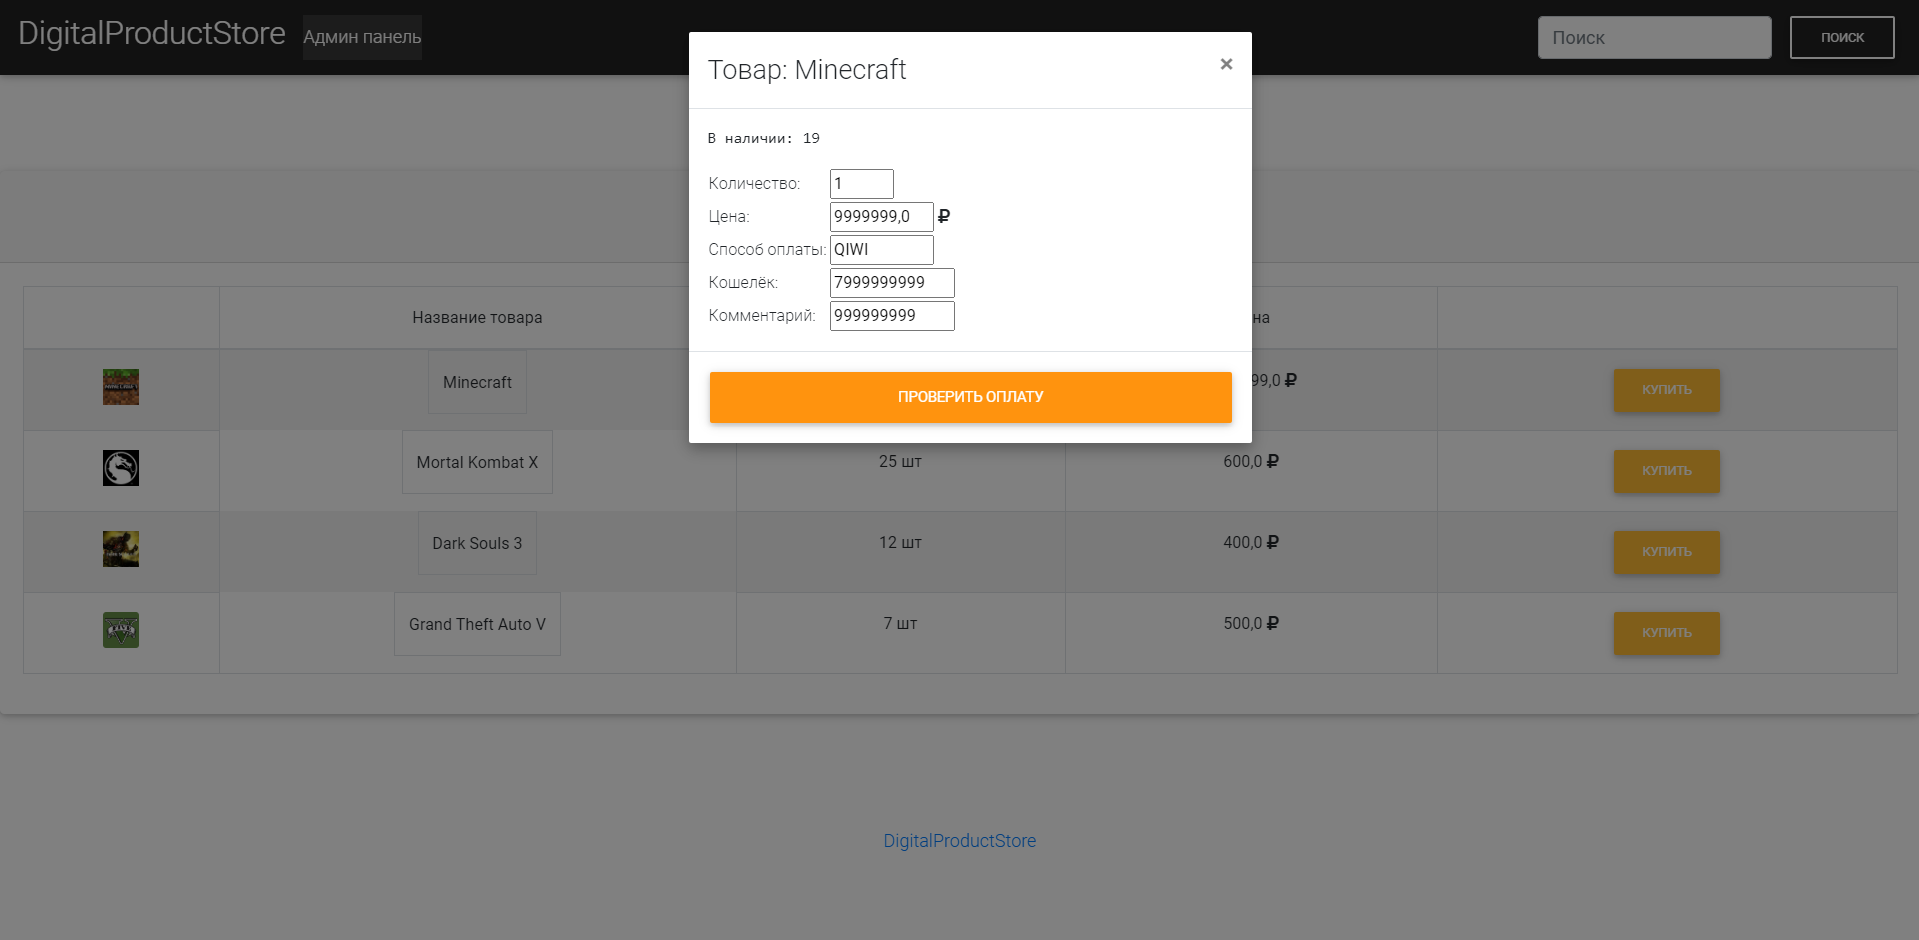 DigitalProductStore
Админ панель
Поиск
ПОИСК
Товар: Minecraft
×
В наличии: 19
Количество: 1
Цена: 9999999,0 ₽
Способ оплаты: QIWI
Кошелёк: 7999999999
Комментарий: 999999999
ПРОВЕРИТЬ ОПЛАТУ
Название товара
на
Minecraft
99,0 ₽
КУПИТЬ
Mortal Kombat X
25 шт
600,0 ₽
КУПИТЬ
Dark Souls 3
12 шт
400,0 ₽
КУПИТЬ
Grand Theft Auto V
7 шт
500,0 ₽
КУПИТЬ
DigitalProductStore